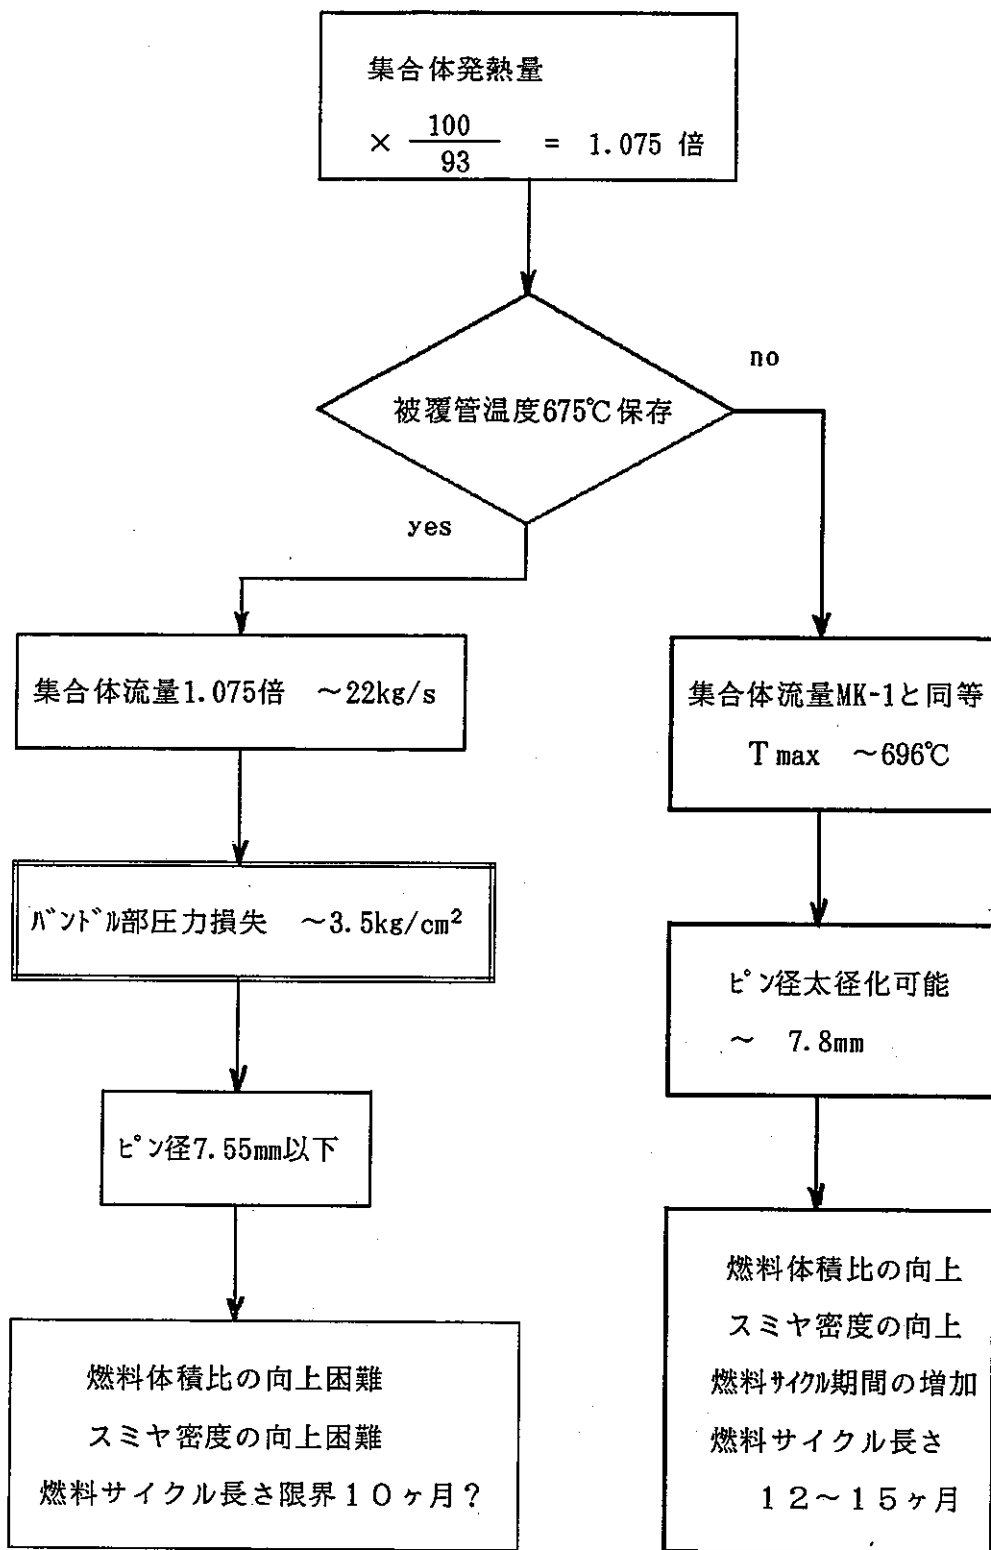 集合体発熱量
× 100/93 = 1.075 倍
被覆管温度675℃保存
no
yes
集合体流量1.075倍 ～22kg/s
バンドル部圧力損失 ～3.5kg/cm²
ピン径7.55mm以下
燃料体積比の向上困難
スミヤ密度の向上困難
燃料サイクル長さ限界１０ヶ月？
集合体流量MK-1と同等
Tmax ～696℃
ピン径太径化可能
～ 7.8mm
燃料体積比の向上
スミヤ密度の向上
燃料サイクル期間の増加
燃料サイクル長さ
１２～１５ヶ月